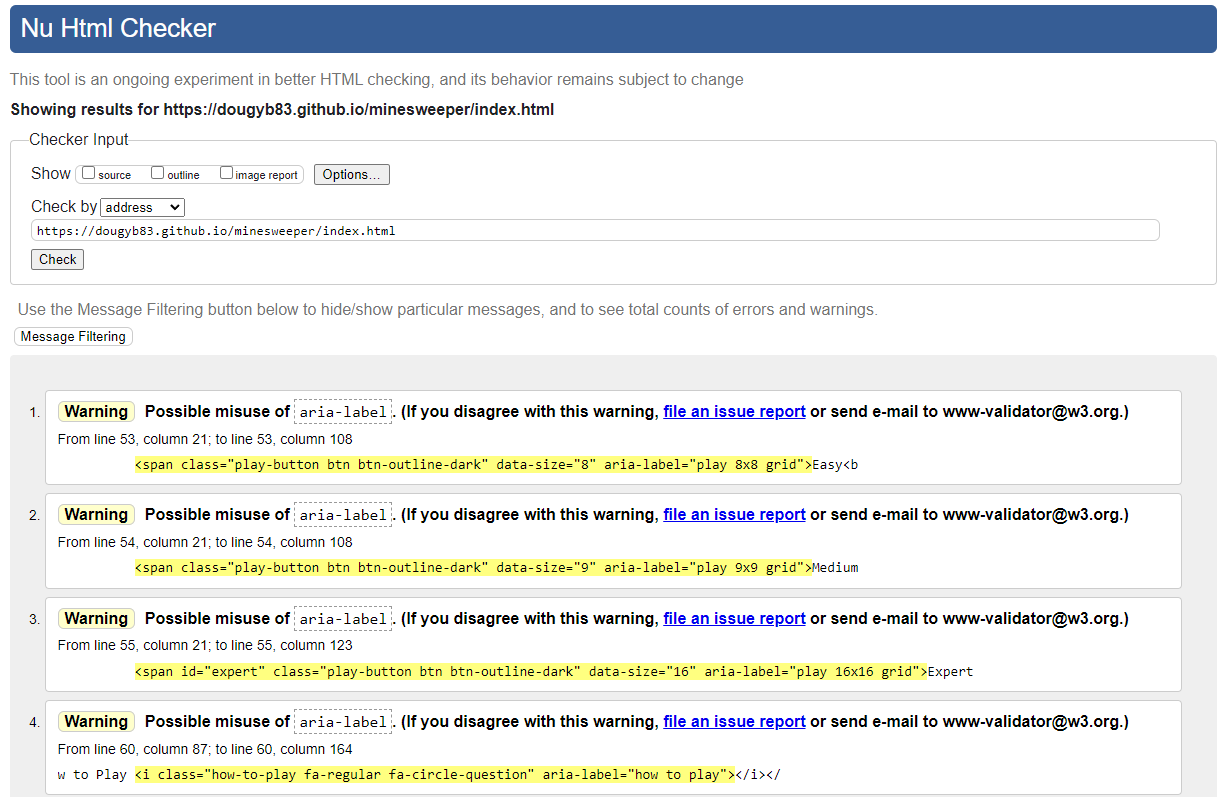 Nu Html Checker
This tool is an ongoing experiment in better HTML checking, and its behavior remains subject to change
Showing results for https://dougyb83.github.io/minesweeper/index.html
Checker Input
Show source outline image report Options...
Check by address
https://dougyb83.github.io/minesweeper/index.html
Check
Use the Message Filtering button below to hide/show particular messages, and to see total counts of errors and warnings.
Message Filtering
1. Warning Possible misuse of aria-label. (If you disagree with this warning, file an issue report or send e-mail to www-validator@w3.org.)
From line 53, column 21; to line 53, column 108
<span class="play-button btn btn-outline-dark" data-size="8" aria-label="play 8x8 grid">Easy<b
2. Warning Possible misuse of aria-label. (If you disagree with this warning, file an issue report or send e-mail to www-validator@w3.org.)
From line 54, column 21; to line 54, column 108
<span class="play-button btn btn-outline-dark" data-size="9" aria-label="play 9x9 grid">Medium
3. Warning Possible misuse of aria-label. (If you disagree with this warning, file an issue report or send e-mail to www-validator@w3.org.)
From line 55, column 21; to line 55, column 123
<span id="expert" class="play-button btn btn-outline-dark" data-size="16" aria-label="play 16x16 grid">Expert
4. Warning Possible misuse of aria-label. (If you disagree with this warning, file an issue report or send e-mail to www-validator@w3.org.)
From line 60, column 87; to line 60, column 164
w to Play <i class="how-to-play fa-regular fa-circle-question" aria-label="how to play"></i></